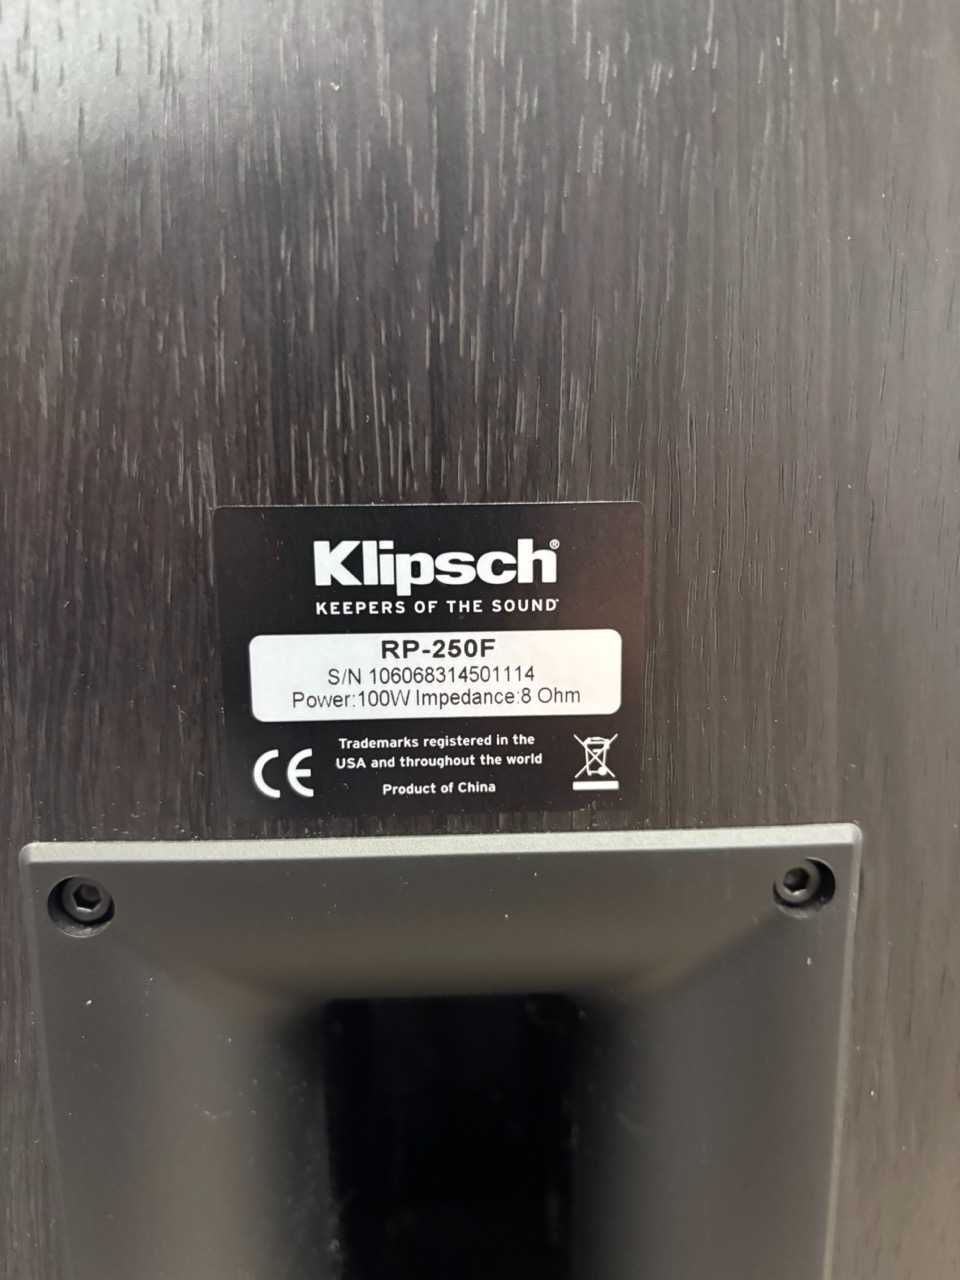 Klipsch®
KEEPERS OF THE SOUND™
RP-250F
S/N 106068314501114
Power:100W Impedance:8 Ohm
Trademarks registered in the
USA and throughout the world
Product of China
CE